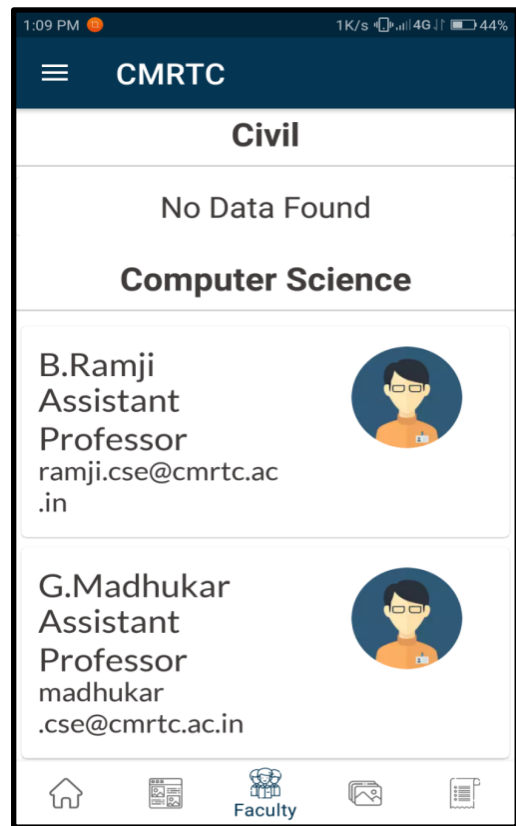 1:09 PM 1K/s 4G 44%
CMRTC
Civil
No Data Found
Computer Science
B.Ramji
Assistant
Professor
ramji.cse@cmrtc.ac
.in
G.Madhukar
Assistant
Professor
madhukar
.cse@cmrtc.ac.in
Faculty